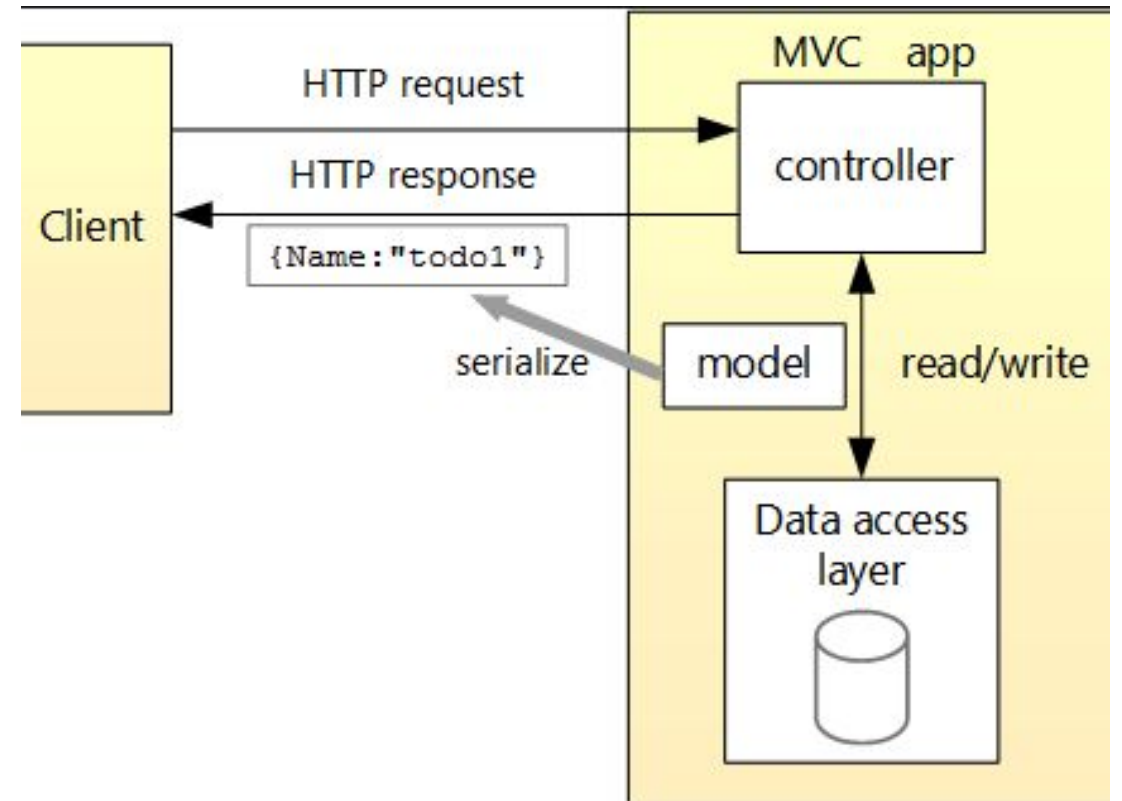 MVC app
HTTP request
controller
HTTP response
Client
{Name:"todo1"}
serialize
model
read/write
Data access
layer